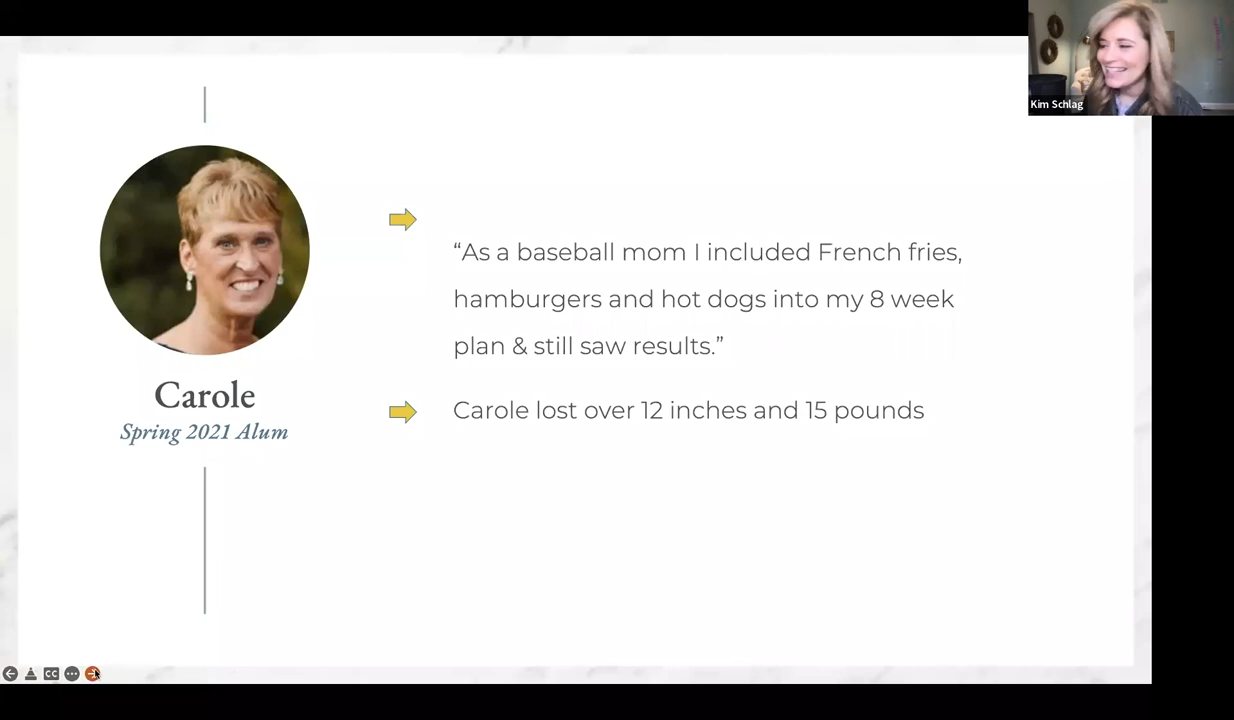 Kim Schlag
“As a baseball mom I included French fries,
hamburgers and hot dogs into my 8 week
plan & still saw results.”
Carole
Spring 2021 Alum
Carole lost over 12 inches and 15 pounds
CC